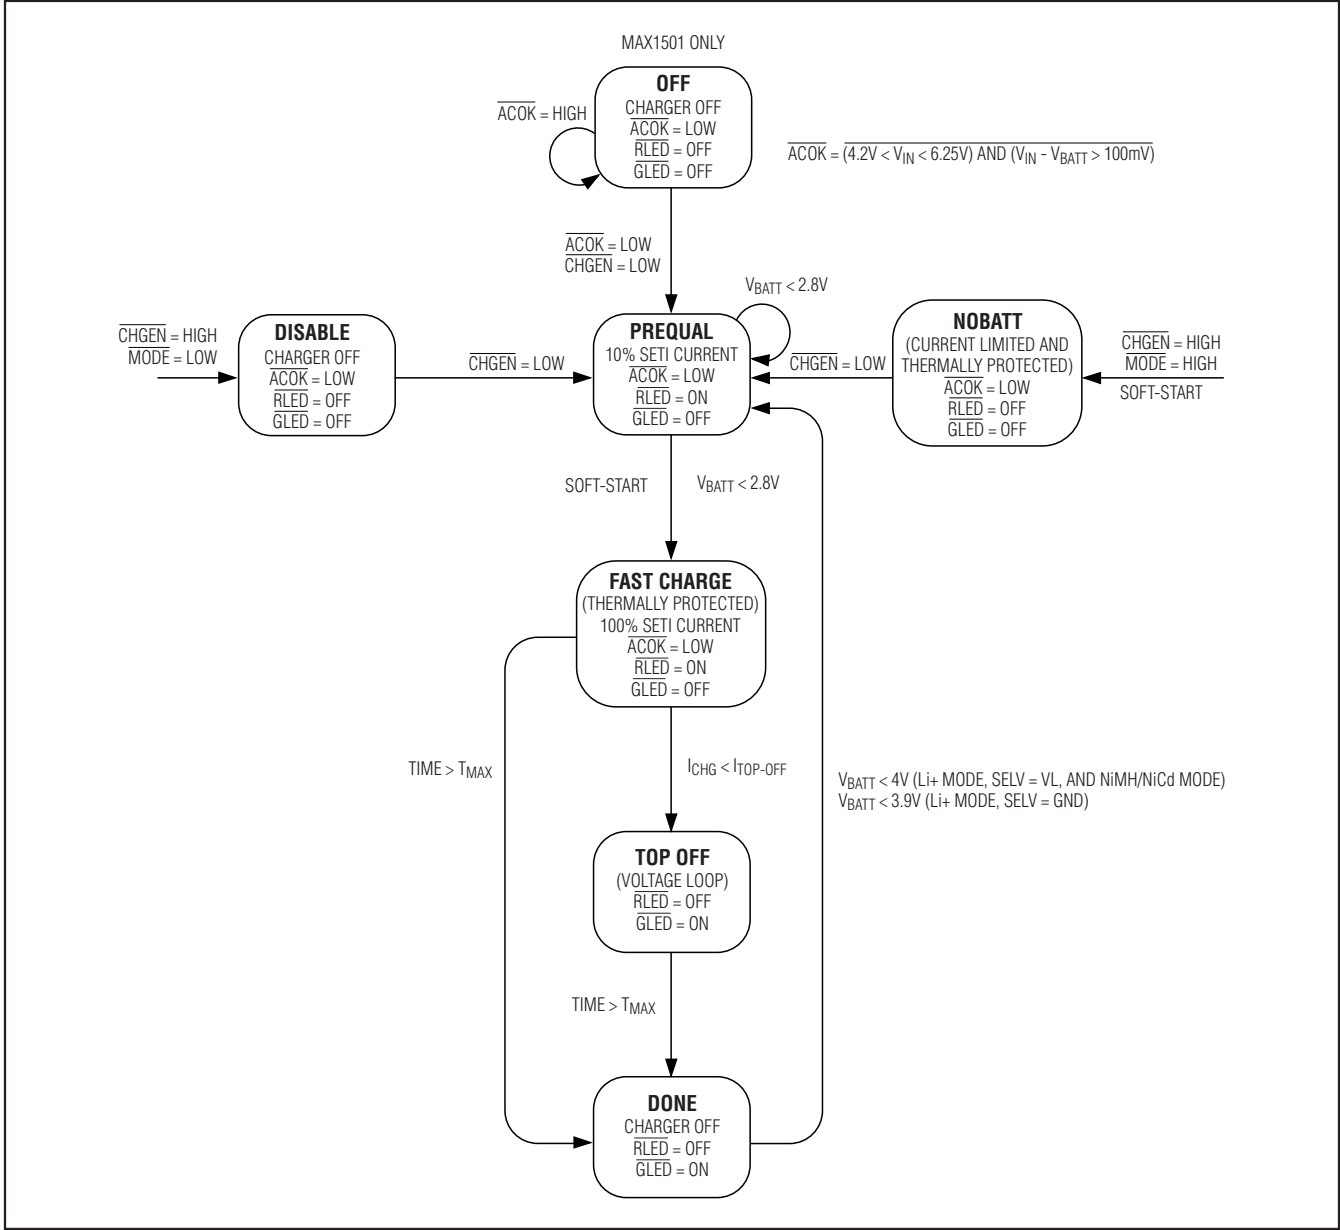 MAX1501 ONLY
OFF
CHARGER OFF
ACOK = LOW
RLED = OFF
GLED = OFF
ACOK = HIGH
ACOK = (4.2V < VIN < 6.25V) AND (VIN - VBATT > 100mV)
ACOK = LOW
CHGEN = LOW
VBATT < 2.8V
CHGEN = HIGH
MODE = LOW
DISABLE
CHARGER OFF
ACOK = LOW
RLED = OFF
GLED = OFF
CHGEN = LOW
PREQUAL
10% SETI CURRENT
ACOK = LOW
RLED = ON
GLED = OFF
CHGEN = LOW
NOBATT
(CURRENT LIMITED AND
THERMALLY PROTECTED)
ACOK = LOW
RLED = OFF
GLED = OFF
CHGEN = HIGH
MODE = HIGH
SOFT-START
SOFT-START
VBATT < 2.8V
FAST CHARGE
(THERMALLY PROTECTED)
100% SETI CURRENT
ACOK = LOW
RLED = ON
GLED = OFF
TIME > TMAX
ICHG < ITOP-OFF
VBATT < 4V (Li+ MODE, SELV = VL, AND NiMH/NiCd MODE)
VBATT < 3.9V (Li+ MODE, SELV = GND)
TOP OFF
(VOLTAGE LOOP)
RLED = OFF
GLED = ON
TIME > TMAX
DONE
CHARGER OFF
RLED = OFF
GLED = ON